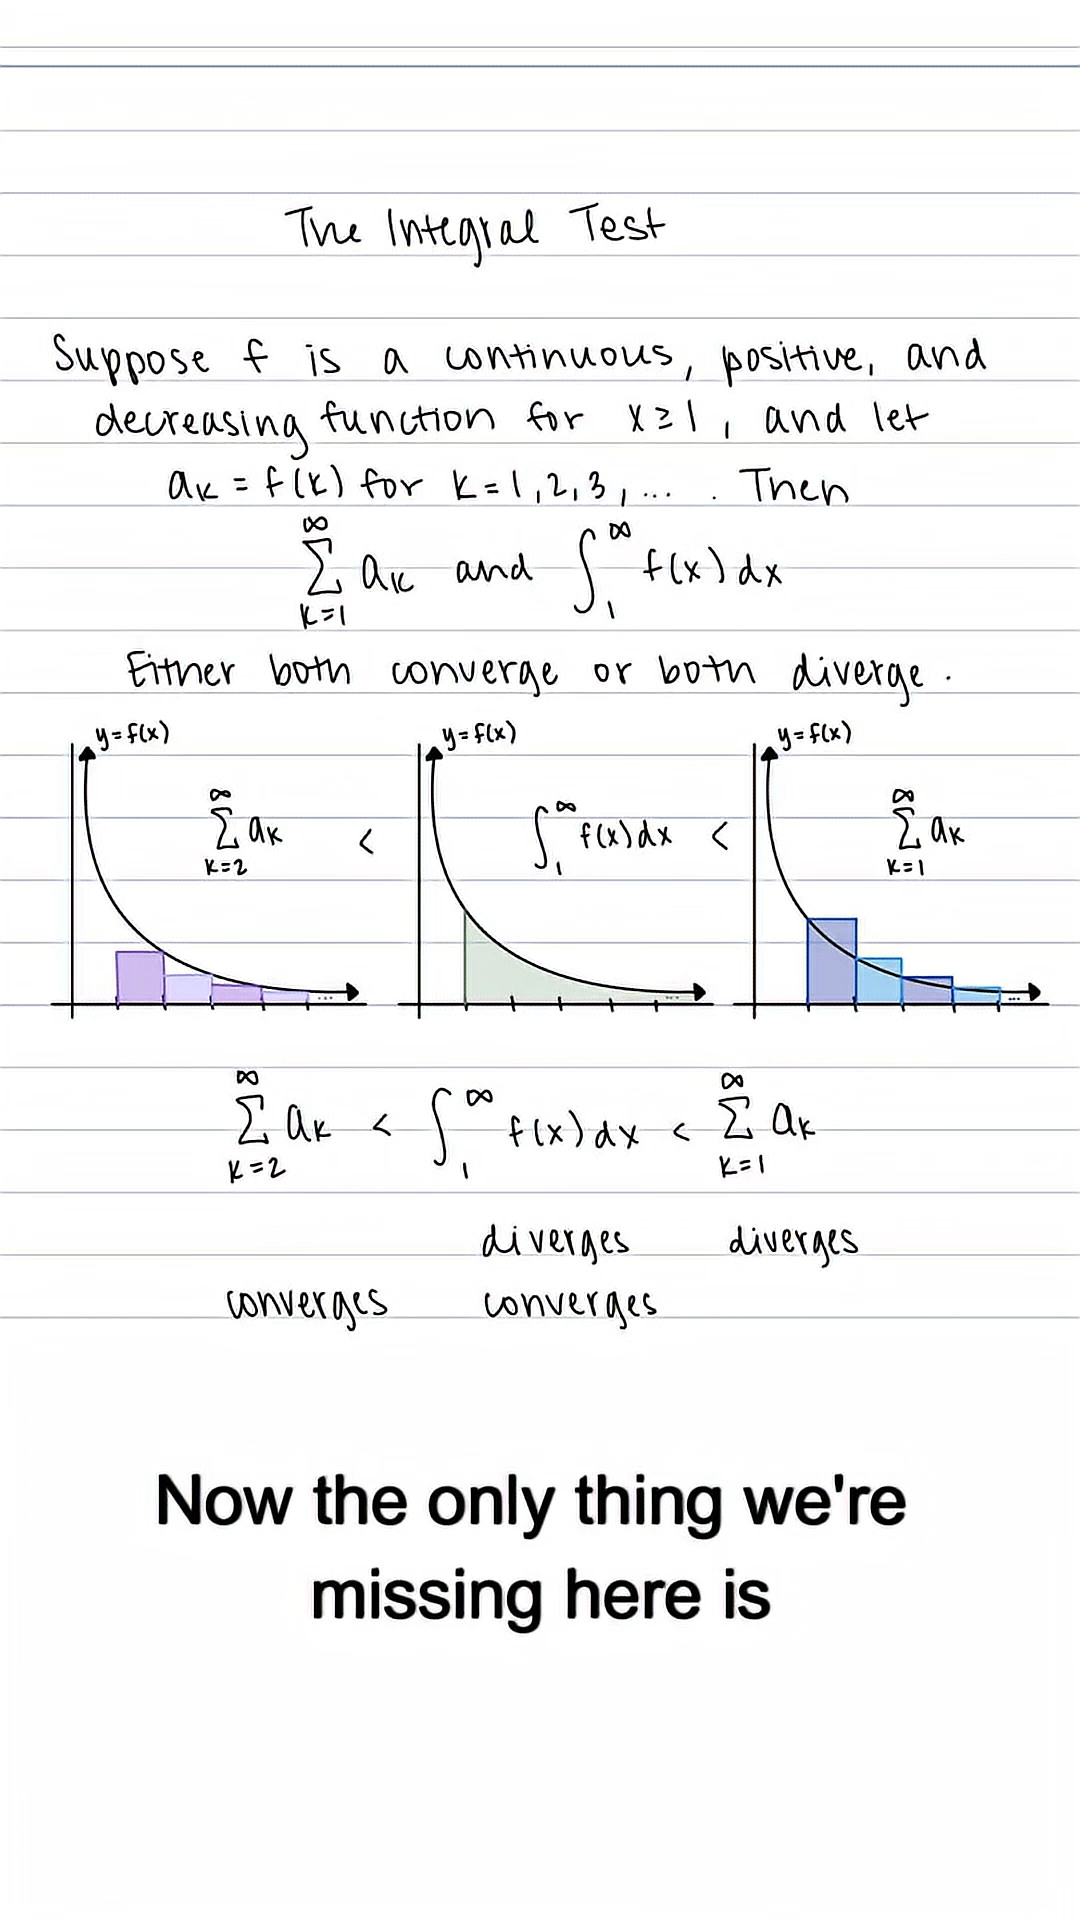 The Integral Test
Suppose f is a continuous, positive, and
decreasing function for x ≥ 1, and let
aₖ = f(k) for k = 1, 2, 3, ... . Then
∞
∑ aₖ and ∫₁^∞ f(x) dx
k=1
Either both converge or both diverge.
y=f(x) y=f(x) y=f(x)
∞ ∞
∑ aₖ < ∫₁^∞ f(x)dx < ∑ aₖ
k=2 k=1
... ... ...
∞ ∞
∑ aₖ < ∫₁^∞ f(x) dx < ∑ aₖ
k=2 k=1
diverges diverges
converges converges
Now the only thing we're
missing here is